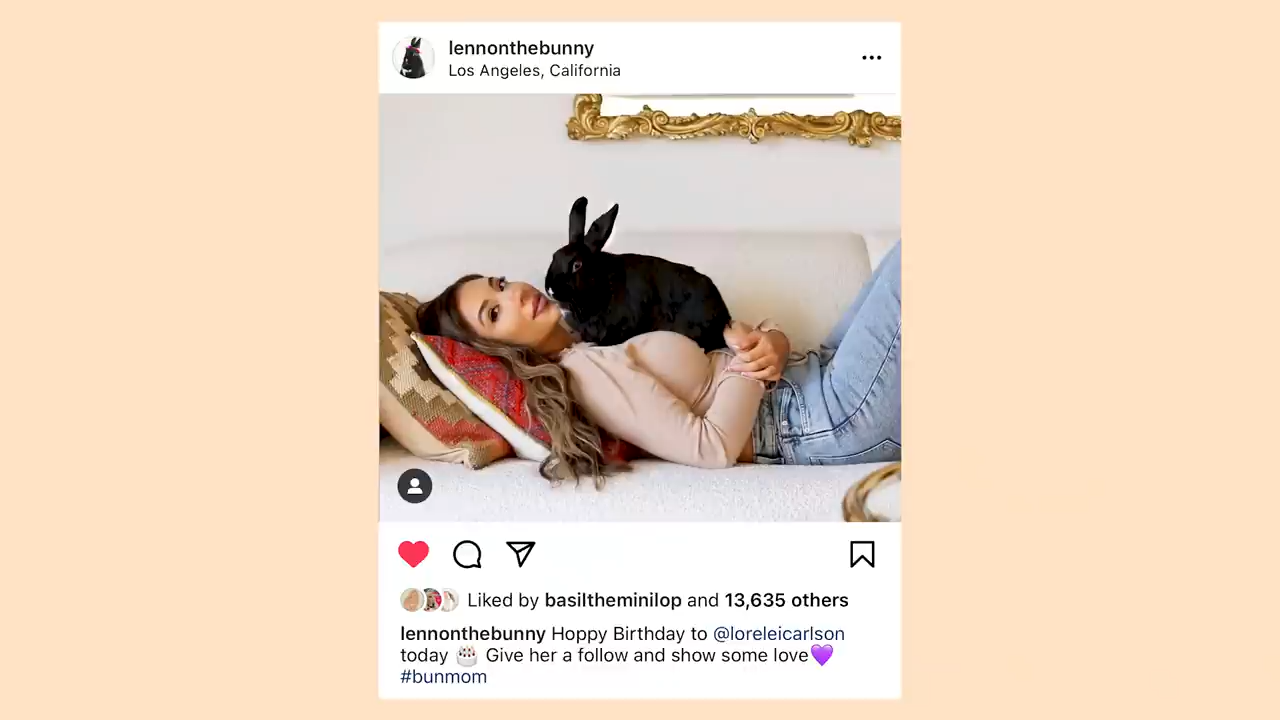 lennonthebunny
Los Angeles, California
Liked by basiltheminilop and 13,635 others
lennonthebunny Hoppy Birthday to @loreleicarlson
today 🎂 Give her a follow and show some love💜
#bunmom